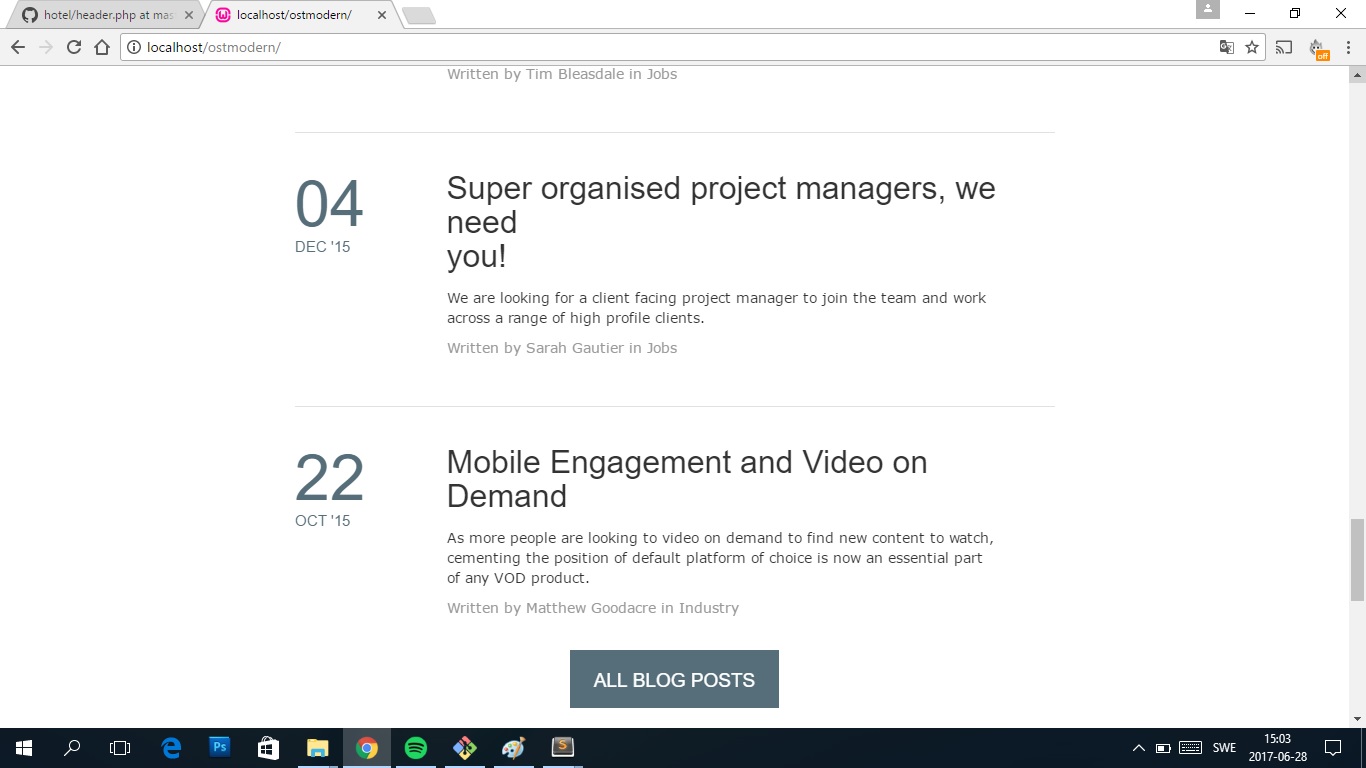 hotel/header.php at mas
localhost/ostmodern/
localhost/ostmodern/
off
Written by Tim Bleasdale in Jobs
04
DEC '15
Super organised project managers, we
need
you!
We are looking for a client facing project manager to join the team and work
across a range of high profile clients.
Written by Sarah Gautier in Jobs
22
OCT '15
Mobile Engagement and Video on
Demand
As more people are looking to video on demand to find new content to watch,
cementing the position of default platform of choice is now an essential part
of any VOD product.
Written by Matthew Goodacre in Industry
ALL BLOG POSTS
Ps
SWE
15:03
2017-06-28